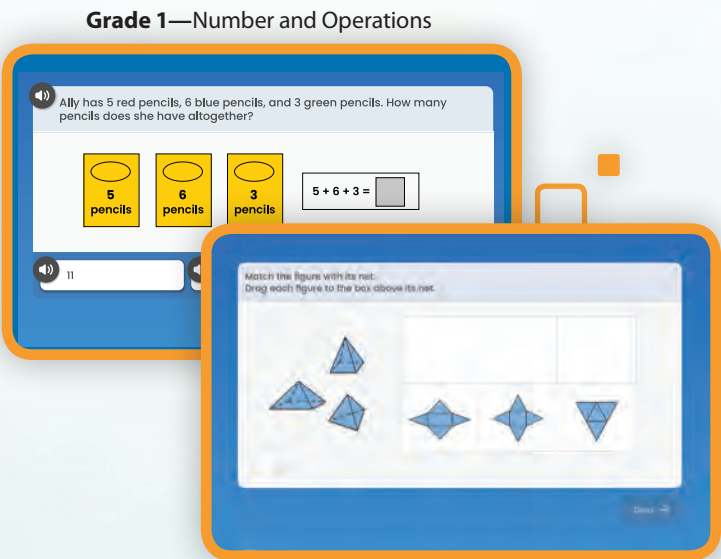 Grade 1—Number and Operations
Ally has 5 red pencils, 6 blue pencils, and 3 green pencils. How many
pencils does she have altogether?
5
pencils
6
pencils
3
pencils
5 + 6 + 3 =
11
Match the figure with its net.
Drag each figure to the box above its net.